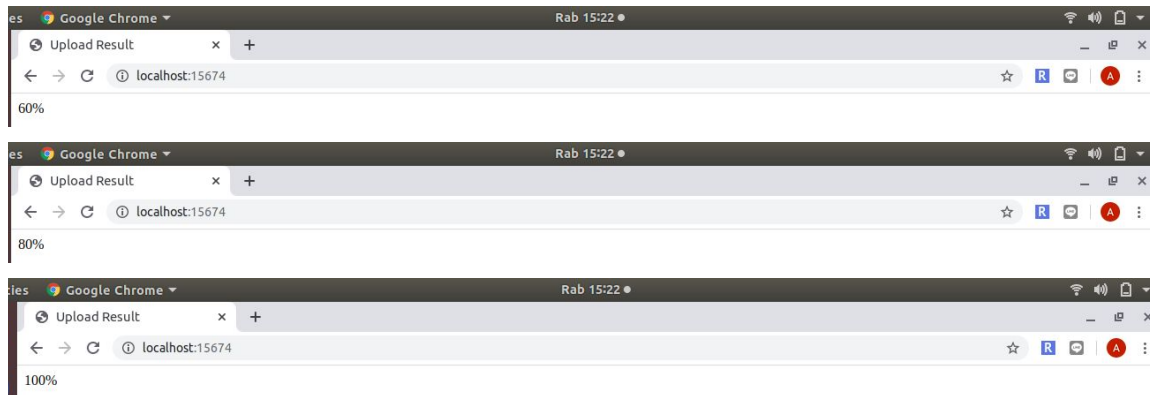 es Google Chrome Rab 15:22
Upload Result
localhost:15674
R A
60%
es Google Chrome Rab 15:22
Upload Result
localhost:15674
R A
80%
cies Google Chrome Rab 15:22
Upload Result
localhost:15674
R A
100%